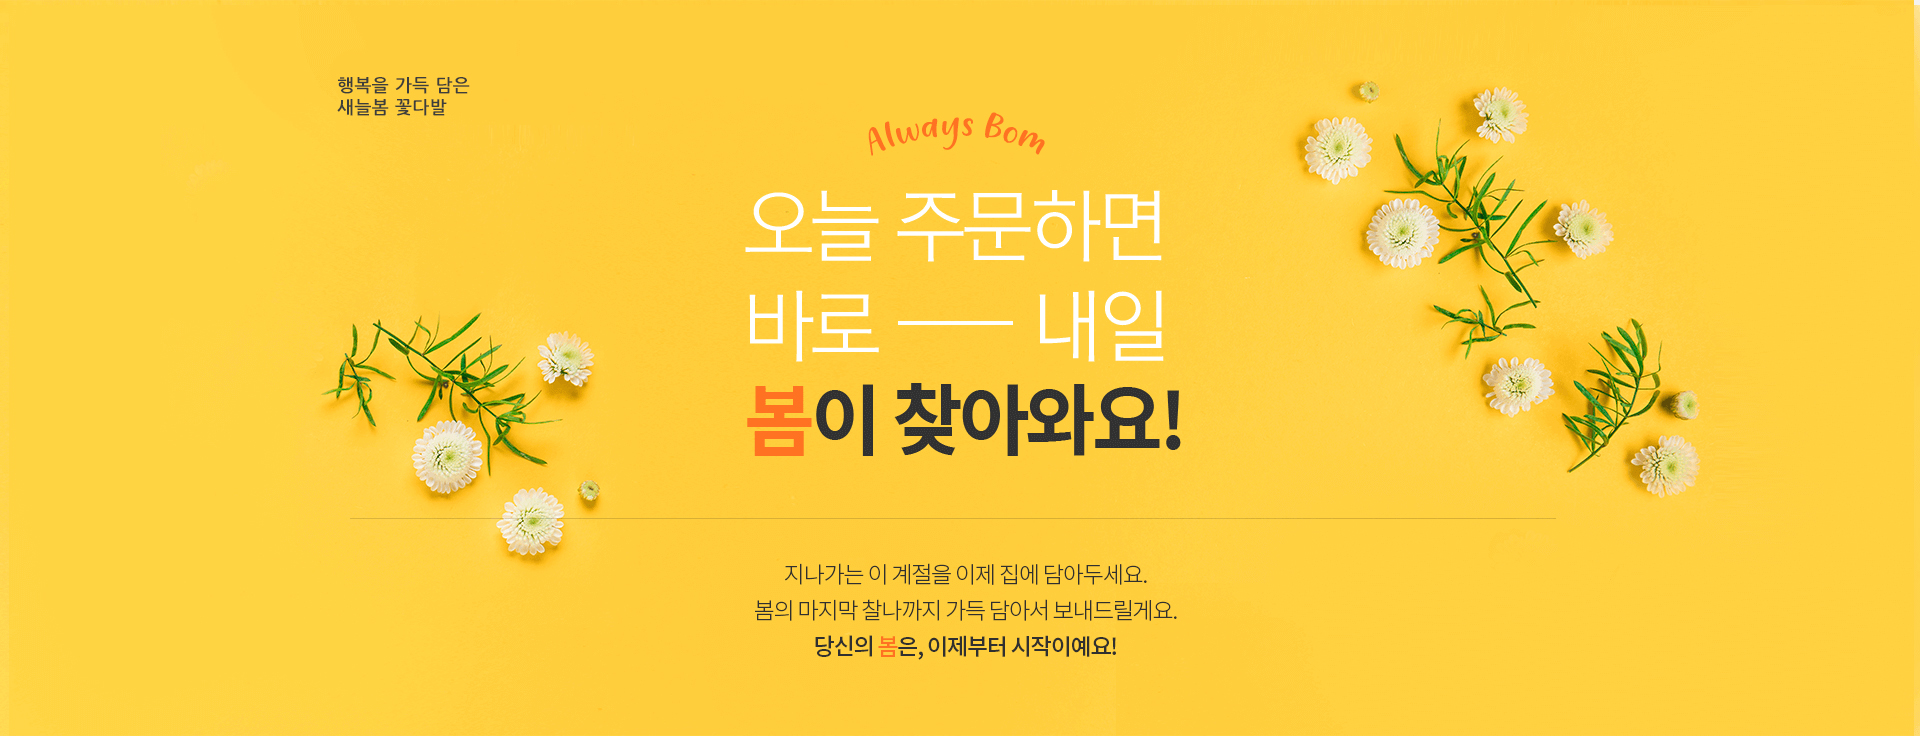 행복을 가득 담은
새늘봄 꽃다발
Always Bom
오늘 주문하면
바로 — 내일
봄이 찾아와요!
지나가는 이 계절을 이제 집에 담아두세요.
봄의 마지막 찰나까지 가득 담아서 보내드릴게요.
당신의 봄은, 이제부터 시작이예요!